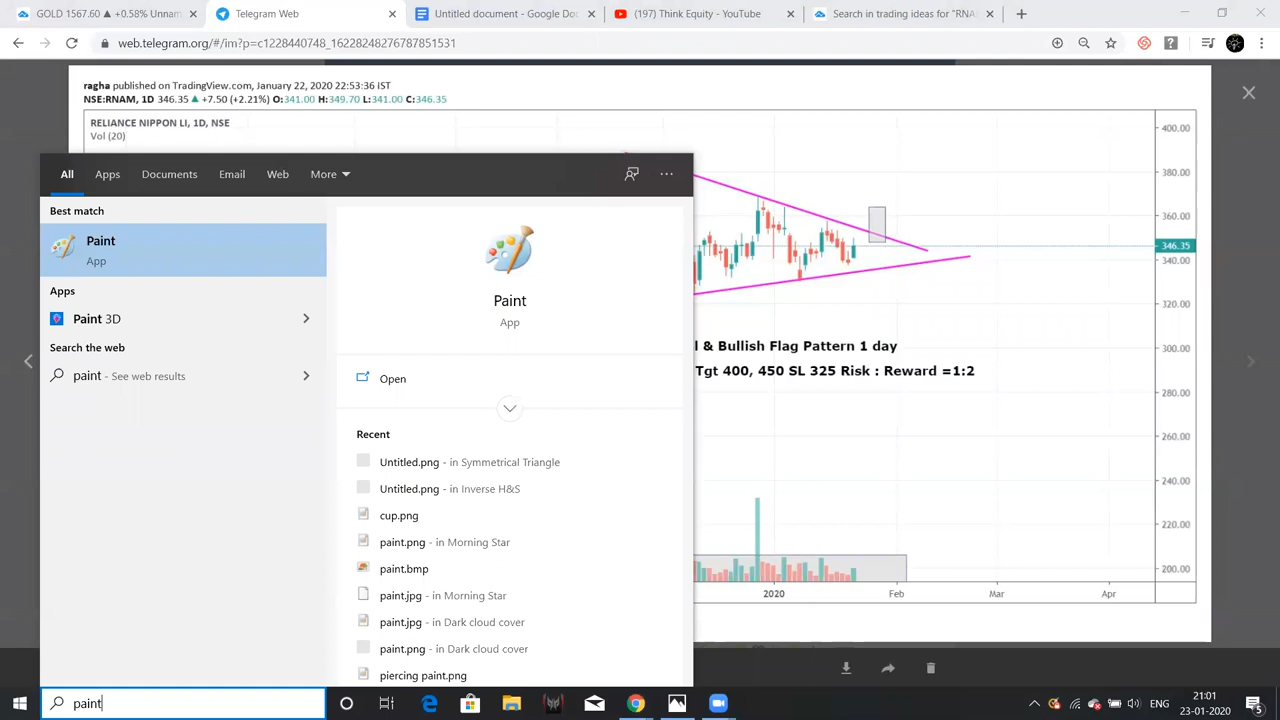 GOLD 1567.60 ▲ +0.58% Unnam
Telegram Web
Untitled document - Google Doc
(197) Think Equity - YouTube
Search in trading ideas for "RNA
web.telegram.org/#/im?p=c1228440748_16228248276787851531
ragha published on TradingView.com, January 22, 2020 22:53:36 IST
NSE:RNAM, 1D 346.35 ▲ +7.50 (+2.21%) O:341.00 H:349.70 L:341.00 C:346.35
RELIANCE NIPPON LI, 1D, NSE
Vol (20)
400.00
380.00
360.00
346.35
340.00
320.00
300.00
280.00
260.00
240.00
220.00
200.00
l & Bullish Flag Pattern 1 day
Tgt 400, 450 SL 325 Risk : Reward =1:2
2020
Feb
Mar
Apr
All
Apps
Documents
Email
Web
More
Best match
Paint
App
Apps
Paint 3D
Search the web
paint - See web results
Paint
App
Open
Recent
Untitled.png - in Symmetrical Triangle
Untitled.png - in Inverse H&S
cup.png
paint.png - in Morning Star
paint.bmp
paint.jpg - in Morning Star
paint.jpg - in Dark cloud cover
paint.png - in Dark cloud cover
piercing paint.png
paint
ENG
21:01
23-01-2020
5